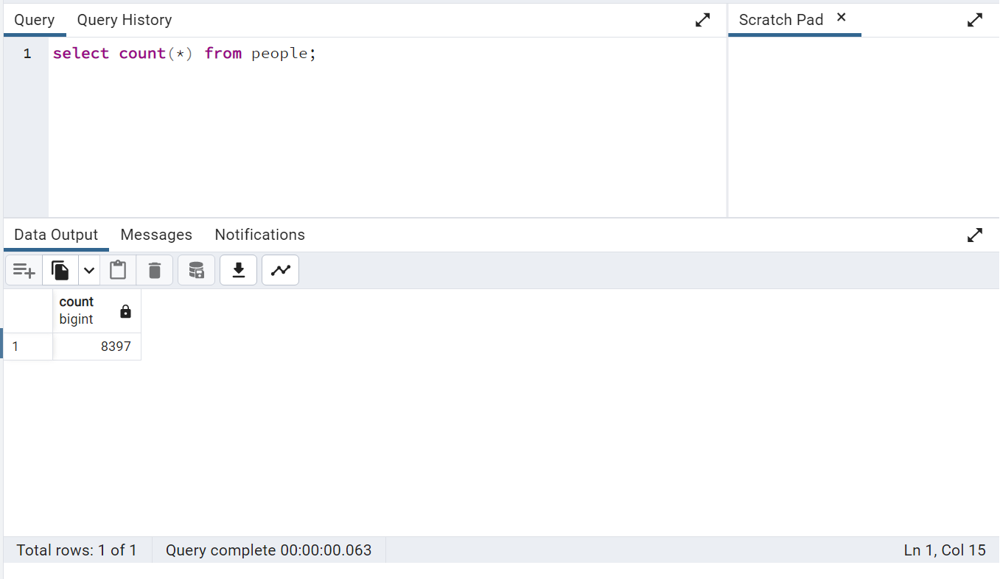 Query Query History Scratch Pad ×
1 select count(*) from people;
Data Output Messages Notifications
count
bigint
1 8397
Total rows: 1 of 1 Query complete 00:00:00.063 Ln 1, Col 15